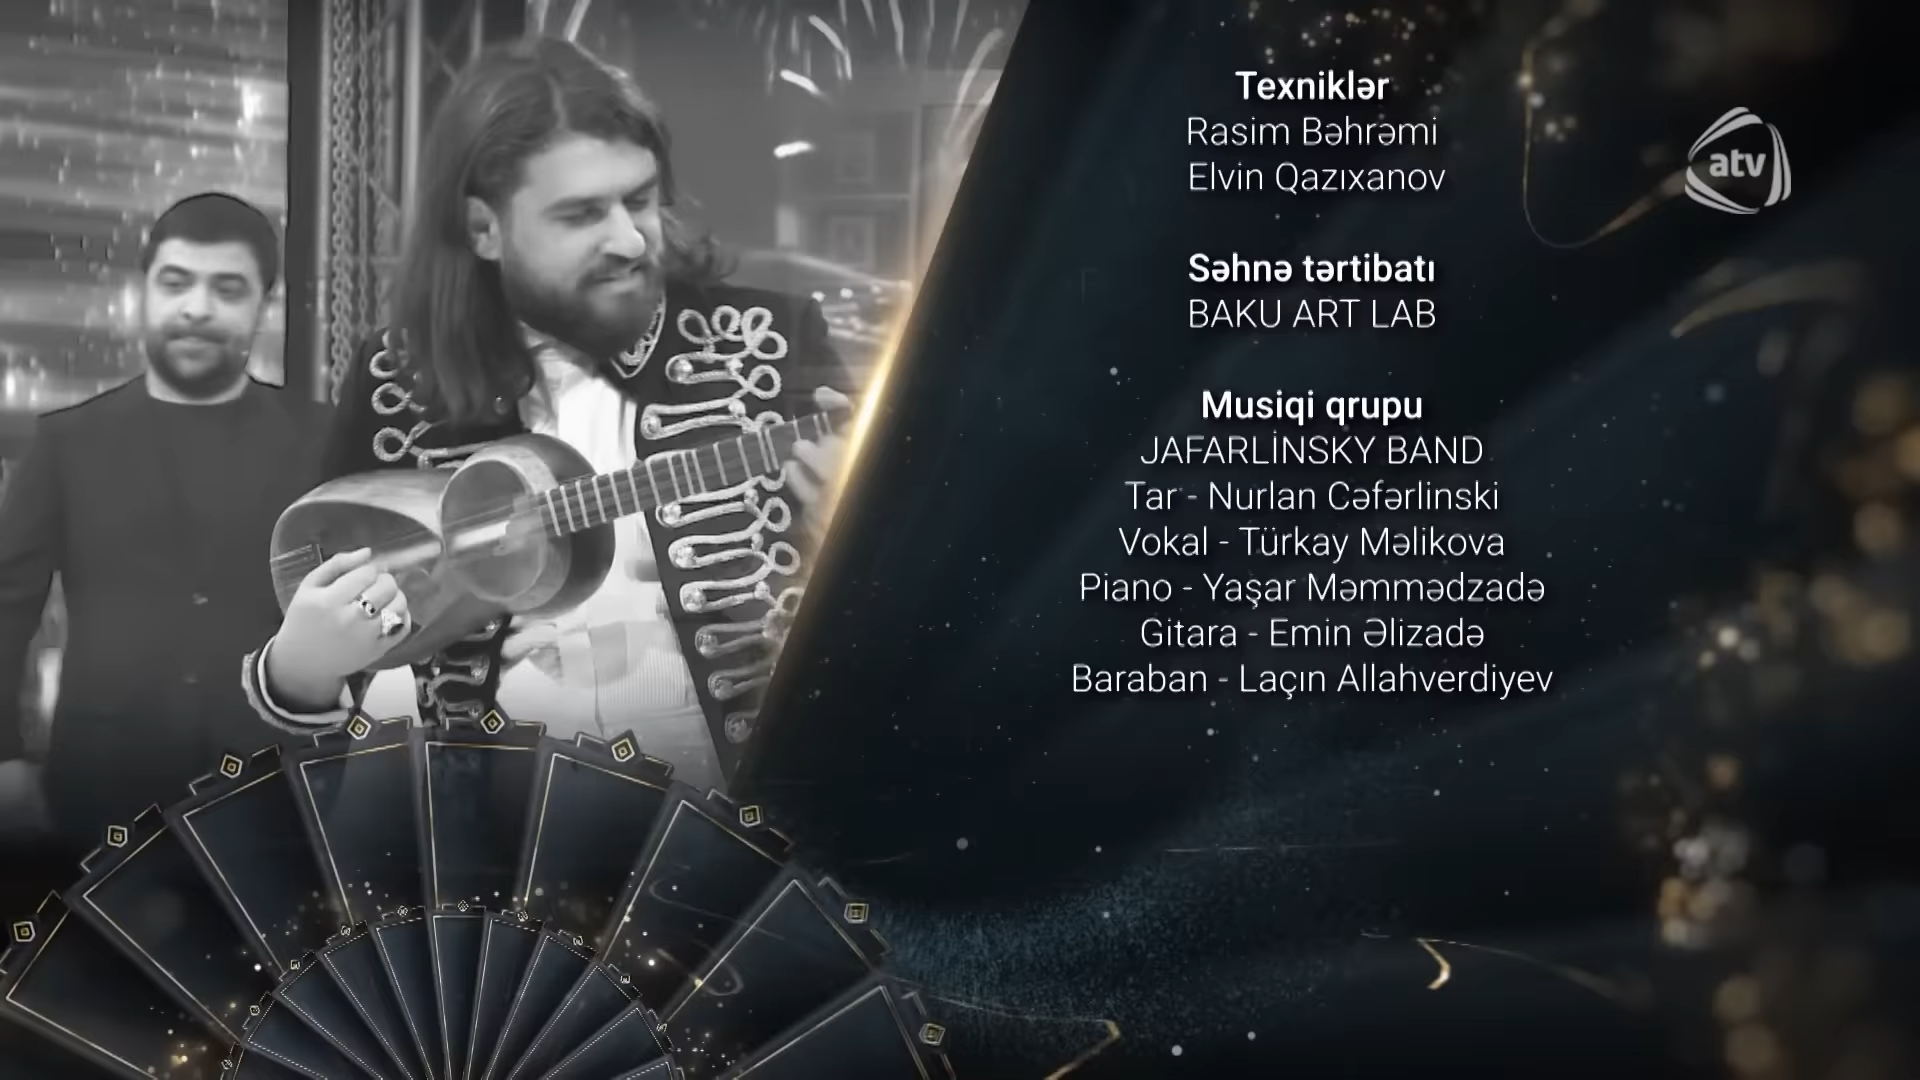 Texniklər
Rasim Bəhrəmi
Elvin Qazıxanov
atv
Səhnə tərtibatı
BAKU ART LAB
Musiqi qrupu
JAFARLİNSKY BAND
Tar - Nurlan Cəfərlinski
Vokal - Türkay Məlikova
Piano - Yaşar Məmmədzadə
Gitara - Emin Əlizadə
Baraban - Laçın Allahverdiyev